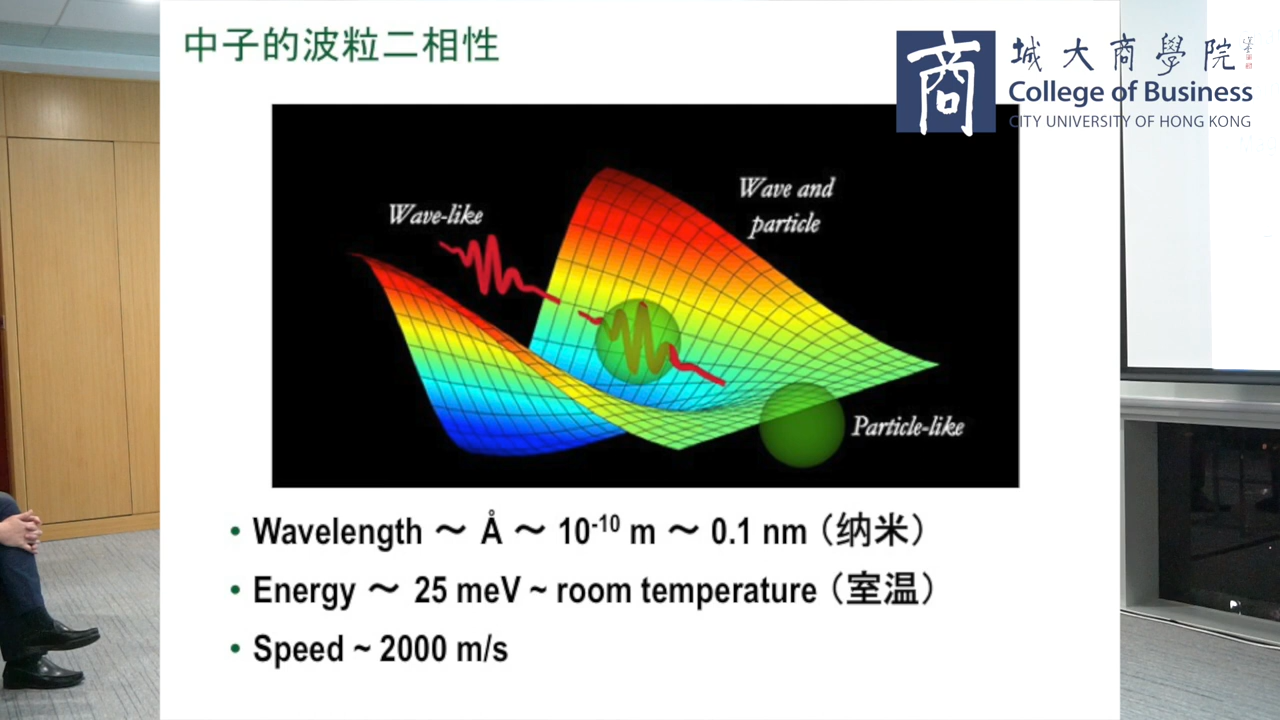 中子的波粒二相性
商
城大商學院
College of Business
CITY UNIVERSITY OF HONG KONG
Wave-like
Wave and
particle
Particle-like
• Wavelength ～ Å ～ 10⁻¹⁰ m ～ 0.1 nm（纳米）
• Energy ～ 25 meV ~ room temperature（室温）
• Speed ~ 2000 m/s